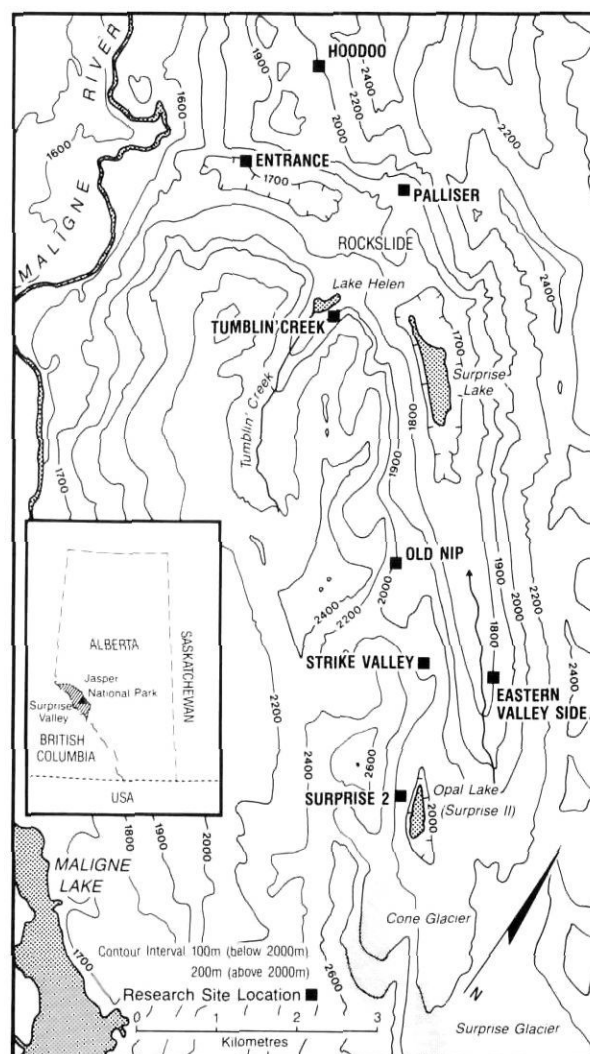 HOODOO
1900
2400
2200
2000
RIVER
1600
1600
MALIGNE
ENTRANCE
1700
PALLISER
ROCKSLIDE
2400
Lake Helen
TUMBLIN' CREEK
1700
Surprise Lake
1800
Tumblin' Creek
1900
1700
OLD NIP
2000
2400
2200
1900
1800
2000
2200
STRIKE VALLEY
EASTERN VALLEY SIDE
2400
2200
ALBERTA
SASKATCHEWAN
Jasper National Park
Surprise Valley
BRITISH COLUMBIA
USA
2400
2600
SURPRISE 2
Opal Lake
(Surprise II)
2000
1800
1900
2000
MALIGNE LAKE
1700
Cone Glacier
Contour Interval 100m (below 2000m)
200m (above 2000m)
2600
Research Site Location
N
0 1 2 3
Kilometres
Surprise Glacier